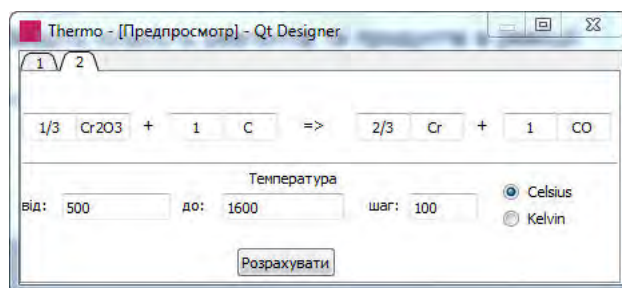 Thermo - [Предпросмотр] - Qt Designer
1 2
1/3 Cr2O3 + 1 C => 2/3 Cr + 1 CO
Температура
від: 500 до: 1600 шаг: 100
Celsius
Kelvin
Розрахувати